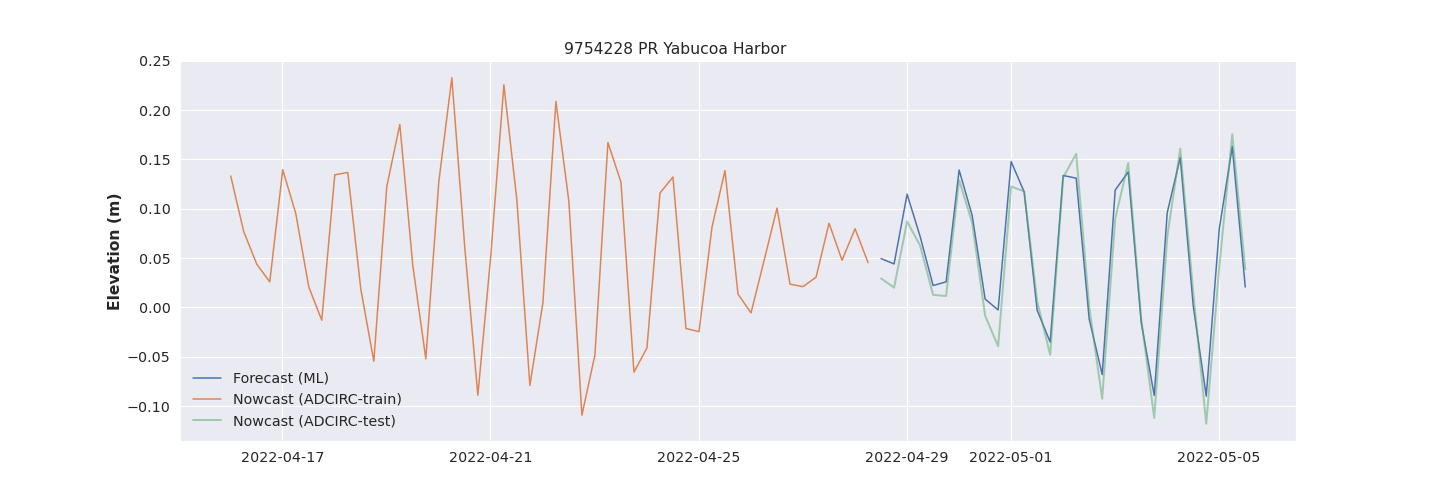 9754228 PR Yabucoa Harbor
0.25
0.20
0.15
0.10
0.05
0.00
−0.05
−0.10
Elevation (m)
Forecast (ML)
Nowcast (ADCIRC-train)
Nowcast (ADCIRC-test)
2022-04-17 2022-04-21 2022-04-25 2022-04-29 2022-05-01 2022-05-05